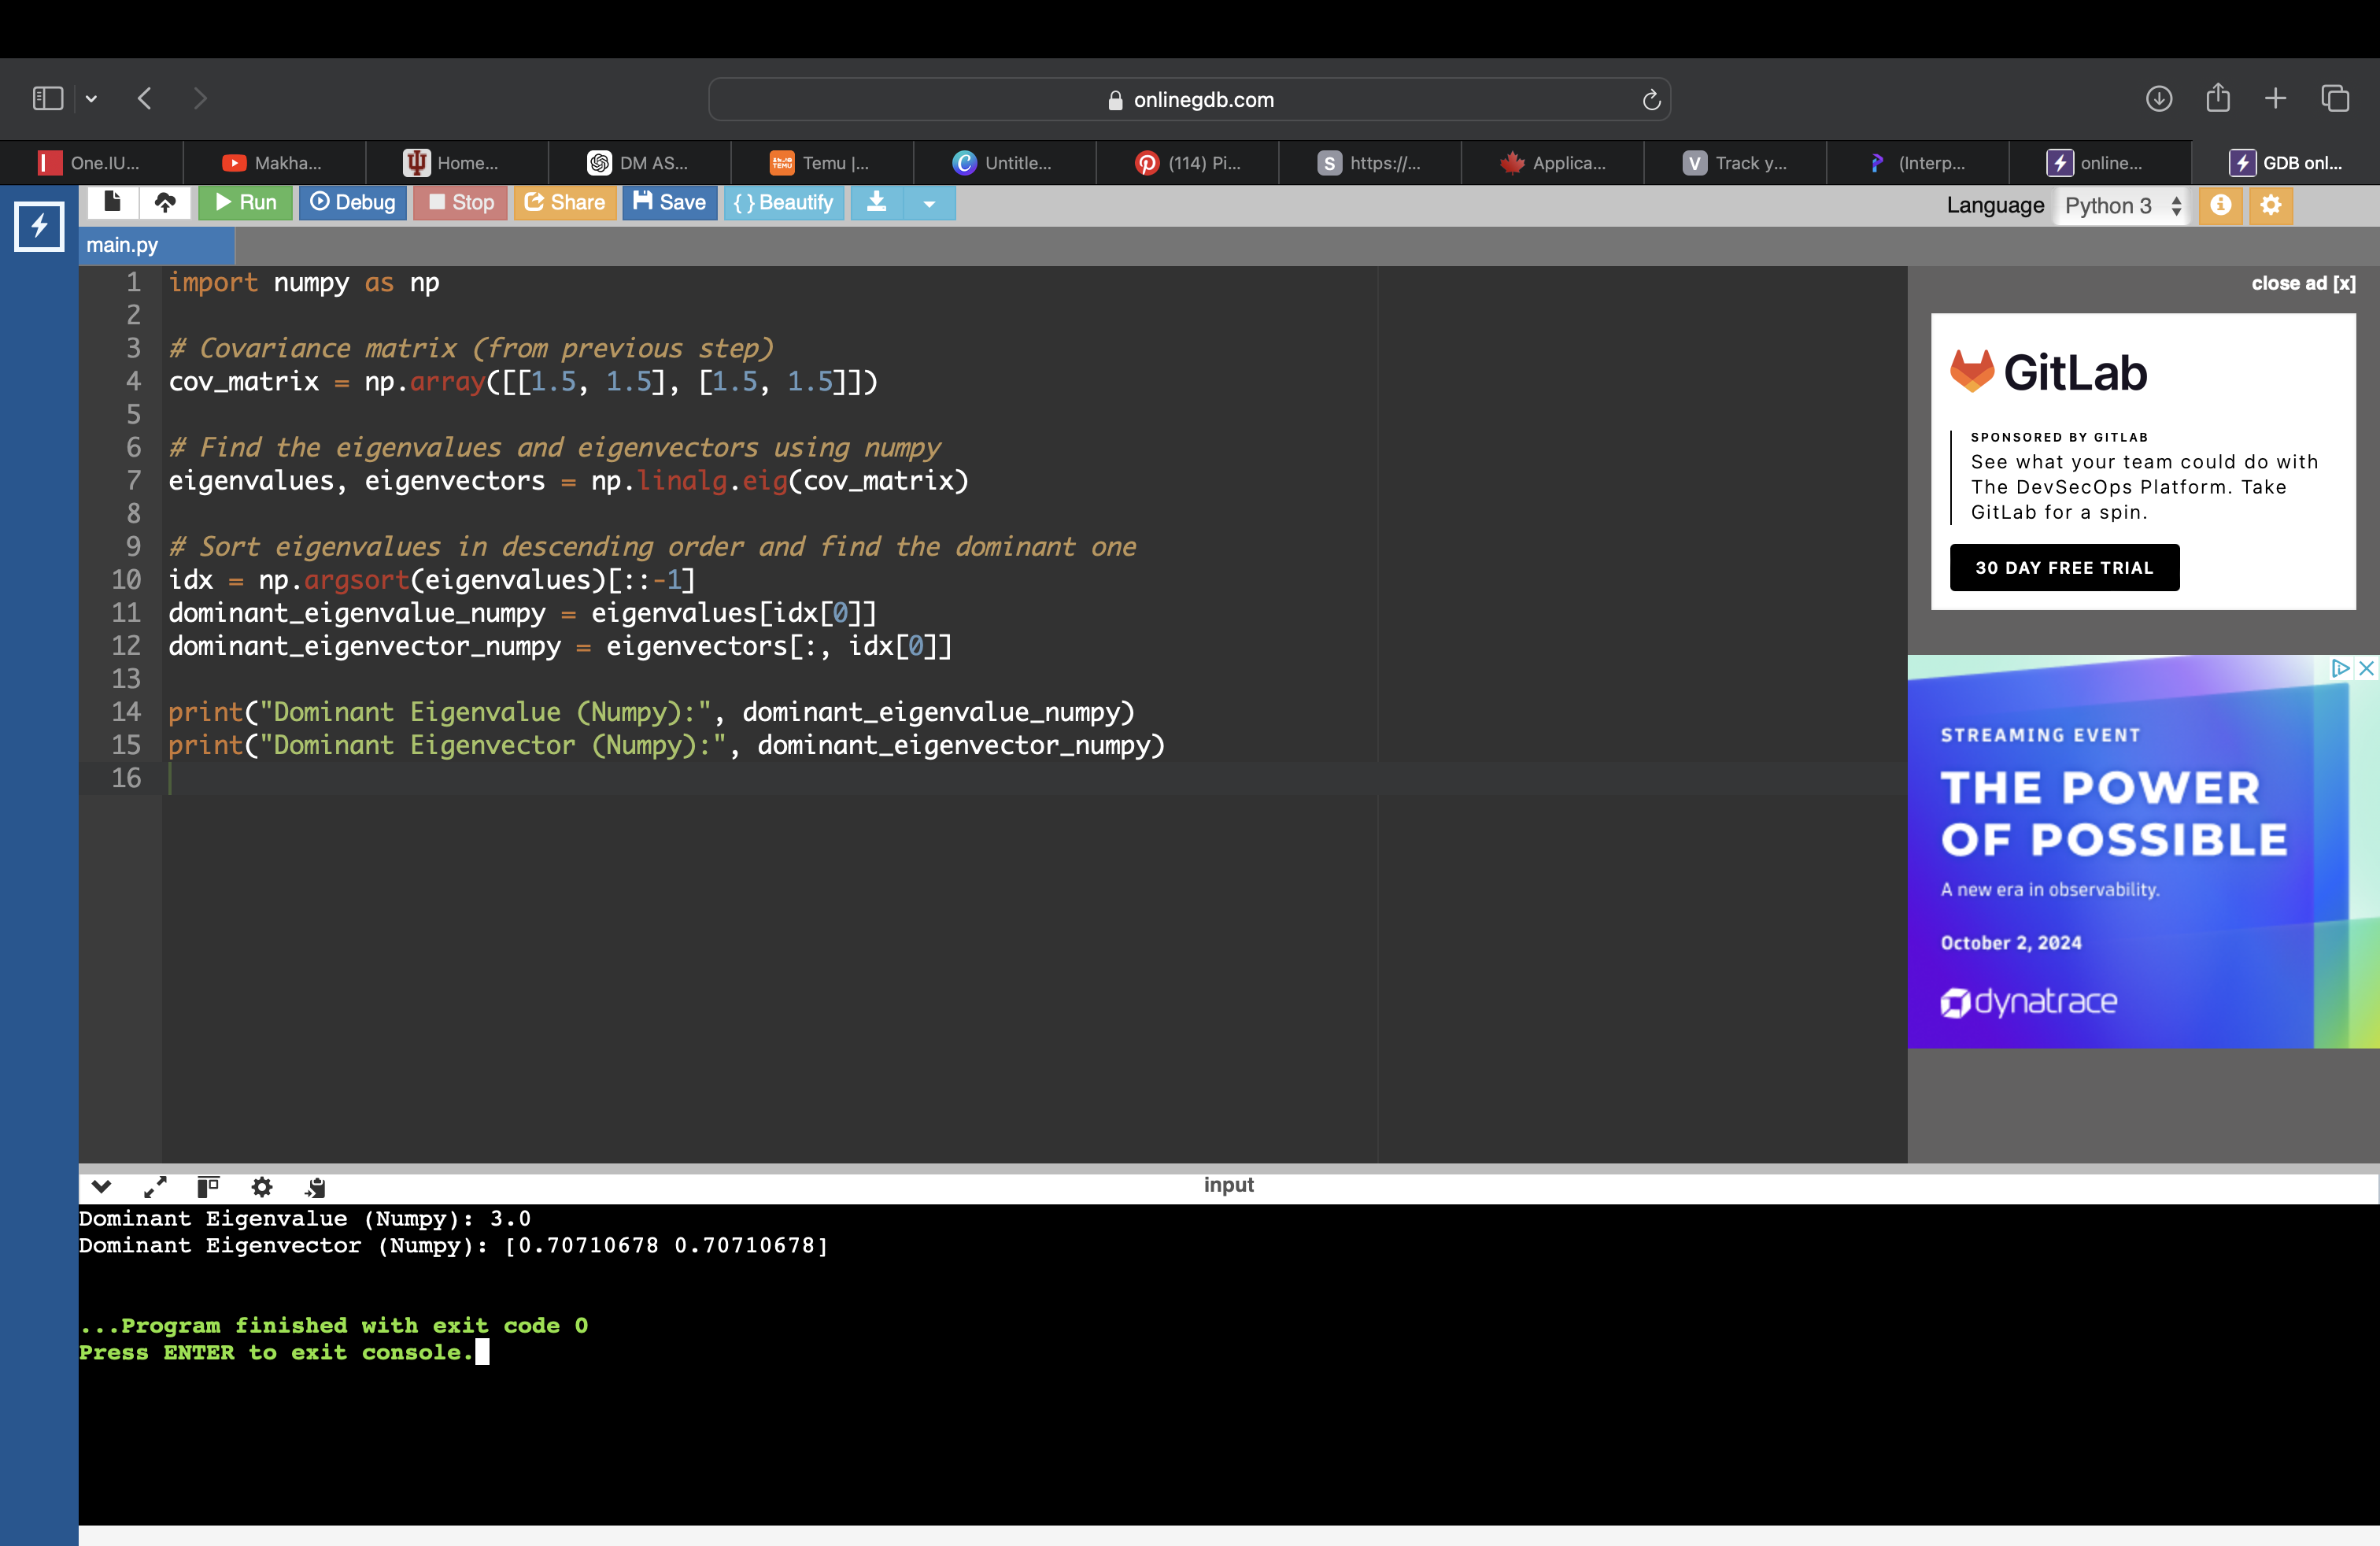 onlinegdb.com
One.IU...
Makha...
Home...
DM AS...
Temu |...
Untitle...
(114) Pi...
https://...
Applica...
Track y...
(Interp...
online...
GDB onl...
Run
Debug
Stop
Share
Save
{ } Beautify
Language
Python 3
main.py
1 import numpy as np
2
3 # Covariance matrix (from previous step)
4 cov_matrix = np.array([[1.5, 1.5], [1.5, 1.5]])
5
6 # Find the eigenvalues and eigenvectors using numpy
7 eigenvalues, eigenvectors = np.linalg.eig(cov_matrix)
8
9 # Sort eigenvalues in descending order and find the dominant one
10 idx = np.argsort(eigenvalues)[::-1]
11 dominant_eigenvalue_numpy = eigenvalues[idx[0]]
12 dominant_eigenvector_numpy = eigenvectors[:, idx[0]]
13
14 print("Dominant Eigenvalue (Numpy):", dominant_eigenvalue_numpy)
15 print("Dominant Eigenvector (Numpy):", dominant_eigenvector_numpy)
16
close ad [x]
GitLab
SPONSORED BY GITLAB
See what your team could do with
The DevSecOps Platform. Take
GitLab for a spin.
30 DAY FREE TRIAL
STREAMING EVENT
THE POWER
OF POSSIBLE
A new era in observability.
October 2, 2024
dynatrace
input
Dominant Eigenvalue (Numpy): 3.0
Dominant Eigenvector (Numpy): [0.70710678 0.70710678]
...Program finished with exit code 0
Press ENTER to exit console.